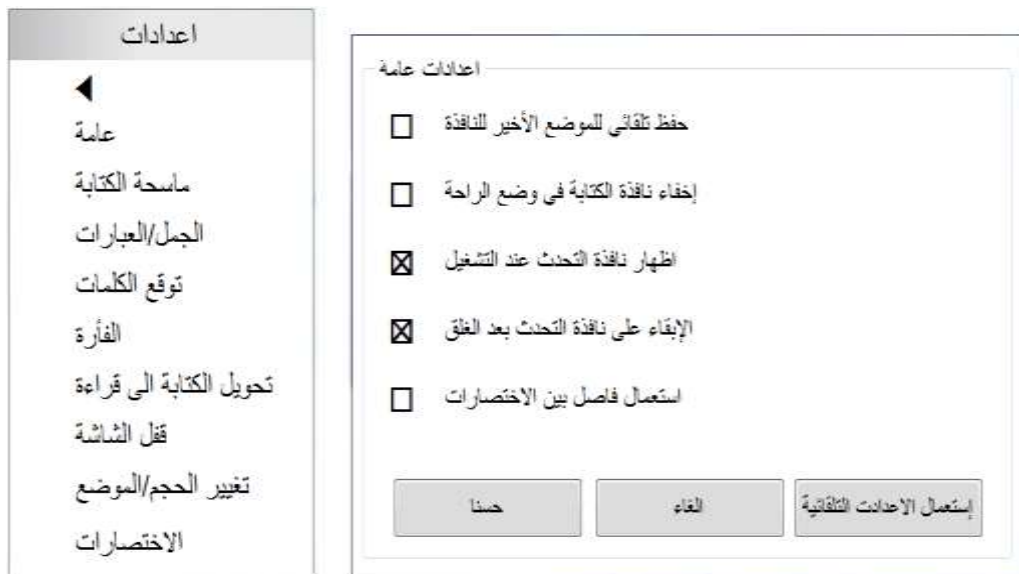 اعدادات
عامة
ماسحة الكتابة
الجمل/العبارات
توقع الكلمات
الفأرة
تحويل الكتابة الى قراءة
قفل الشاشة
تغيير الحجم/الموضع
الاختصارات
اعدادات عامة
حفظ تلقائي للموضع الأخير للنافذة
إخفاء نافذة الكتابة في وضع الراحة
اظهار نافذة التحدث عند التشغيل
الإبقاء على نافذة التحدث بعد الغلق
استعمال فاصل بين الاختصارات
إستعمال الاعدادت التلقائية
الغاء
حسنا